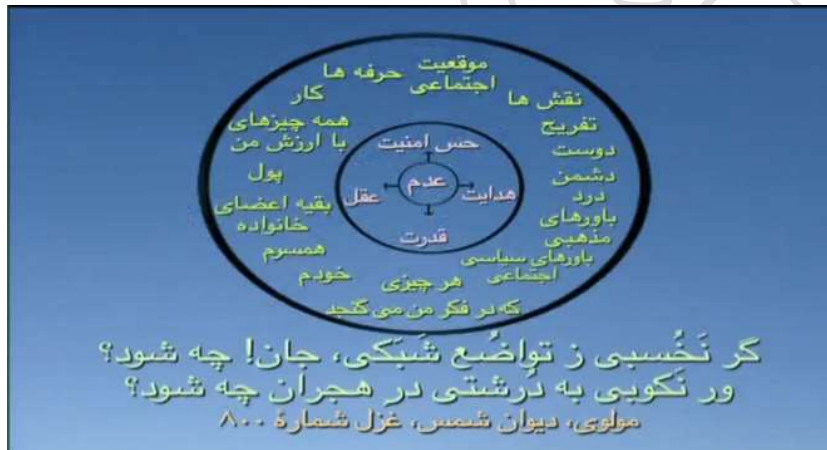 موقعیت
اجتماعی
حرفه ها
نقش ها
کار
تفریح
همه چیزهای
با ارزش من
دوست
حس امنیت
دشمن
پول
عدم
هدایت
عقل
درد
بقیه اعضای
خانواده
باورهای
مذهبی
قدرت
همسرم
باورهای سیاسی
اجتماعی
خودم
هر چیزی
که در فکر من می گنجد
گر نَخُسبی ز تواضُع شَبَکی، جان! چه شود؟
ور نَکوبی به دُرشتی در هجران چه شود؟
مولوی، دیوان شمس، غزل شمارهٔ ۸۰۰